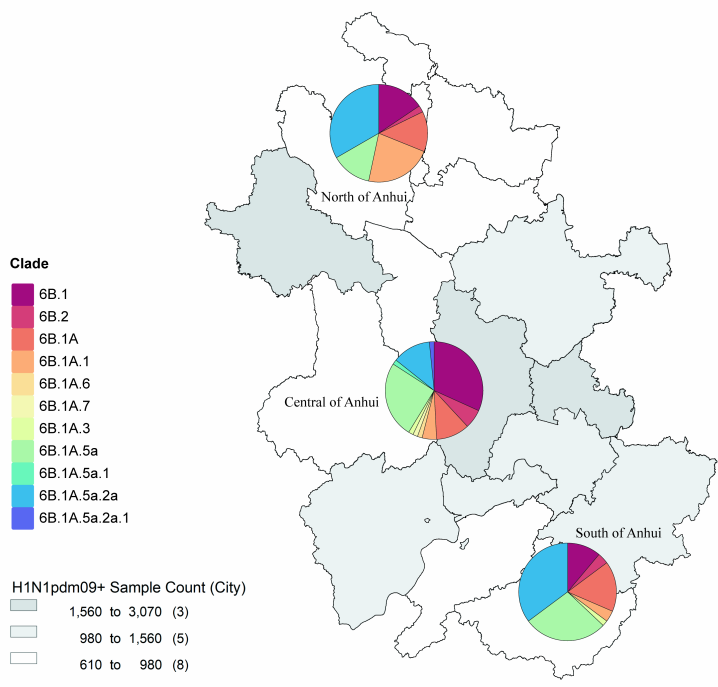 North of Anhui
Central of Anhui
South of Anhui
Clade
6B.1
6B.2
6B.1A
6B.1A.1
6B.1A.6
6B.1A.7
6B.1A.3
6B.1A.5a
6B.1A.5a.1
6B.1A.5a.2a
6B.1A.5a.2a.1
H1N1pdm09+ Sample Count (City)
1,560 to 3,070 (3)
980 to 1,560 (5)
610 to 980 (8)